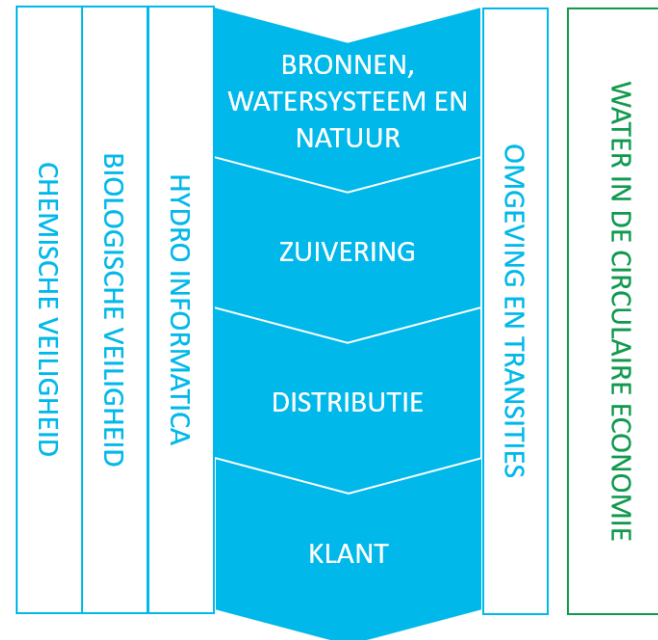 CHEMISCHE VEILIGHEID
BIOLOGISCHE VEILIGHEID
HYDRO INFORMATICA
BRONNEN,
WATERSYSTEEM EN
NATUUR
ZUIVERING
DISTRIBUTIE
KLANT
OMGEVING EN TRANSITIES
WATER IN DE CIRCULAIRE ECONOMIE